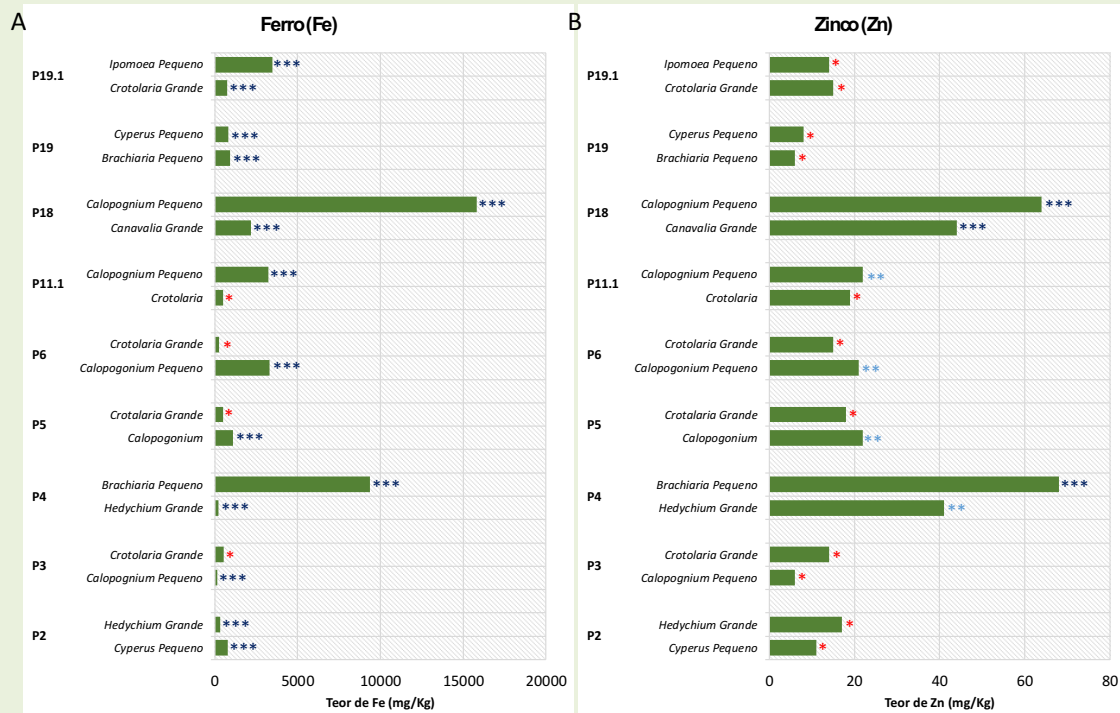 A
Ferro (Fe)
P19.1
Ipomoea Pequeno ***
Crotolaria Grande ***
P19
Cyperus Pequeno ***
Brachiaria Pequeno ***
P18
Calopognium Pequeno ***
Canavalia Grande ***
P11.1
Calopognium Pequeno ***
Crotolaria *
P6
Crotolaria Grande *
Calopogonium Pequeno ***
P5
Crotalaria Grande *
Calopogonium ***
P4
Brachiaria Pequeno ***
Hedychium Grande ***
P3
Crotolaria Grande *
Calopognium Pequeno ***
P2
Hedychium Grande ***
Cyperus Pequeno ***
0 5000 10000 15000 20000
Teor de Fe (mg/Kg)
B
Zinco (Zn)
P19.1
Ipomoea Pequeno *
Crotolaria Grande *
P19
Cyperus Pequeno *
Brachiaria Pequeno *
P18
Calopognium Pequeno ***
Canavalia Grande ***
P11.1
Calopognium Pequeno **
Crotolaria *
P6
Crotolaria Grande *
Calopogonium Pequeno **
P5
Crotalaria Grande *
Calopogonium **
P4
Brachiaria Pequeno ***
Hedychium Grande **
P3
Crotolaria Grande *
Calopognium Pequeno *
P2
Hedychium Grande *
Cyperus Pequeno *
0 20 40 60 80
Teor de Zn (mg/Kg)